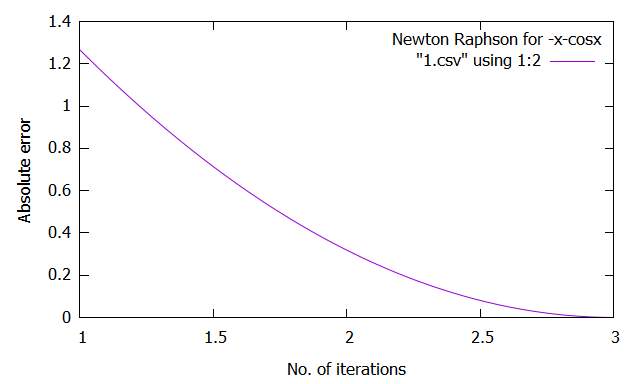 Newton Raphson for -x-cosx
"1.csv" using 1:2
1.4
1.2
1
0.8
0.6
0.4
0.2
0
Absolute error
1 1.5 2 2.5 3
No. of iterations